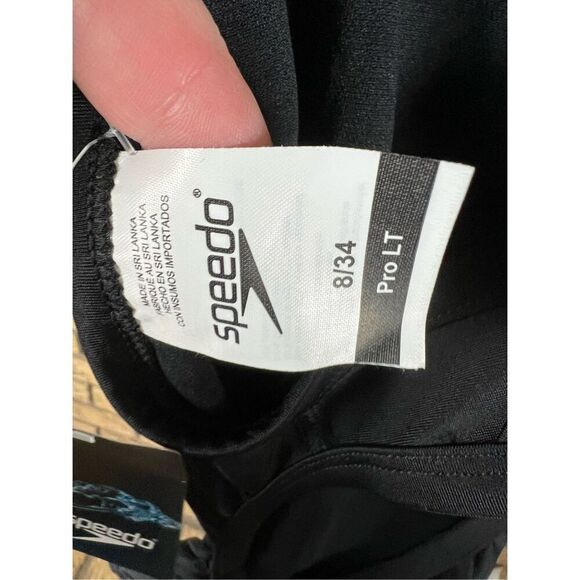 MADE IN SRI LANKA
FABRIQUÉ AU SRI LANKA
HECHO EN SRI LANKA
CON INSUMOS IMPORTADOS
speedo®
8/34
Pro LT
speedo